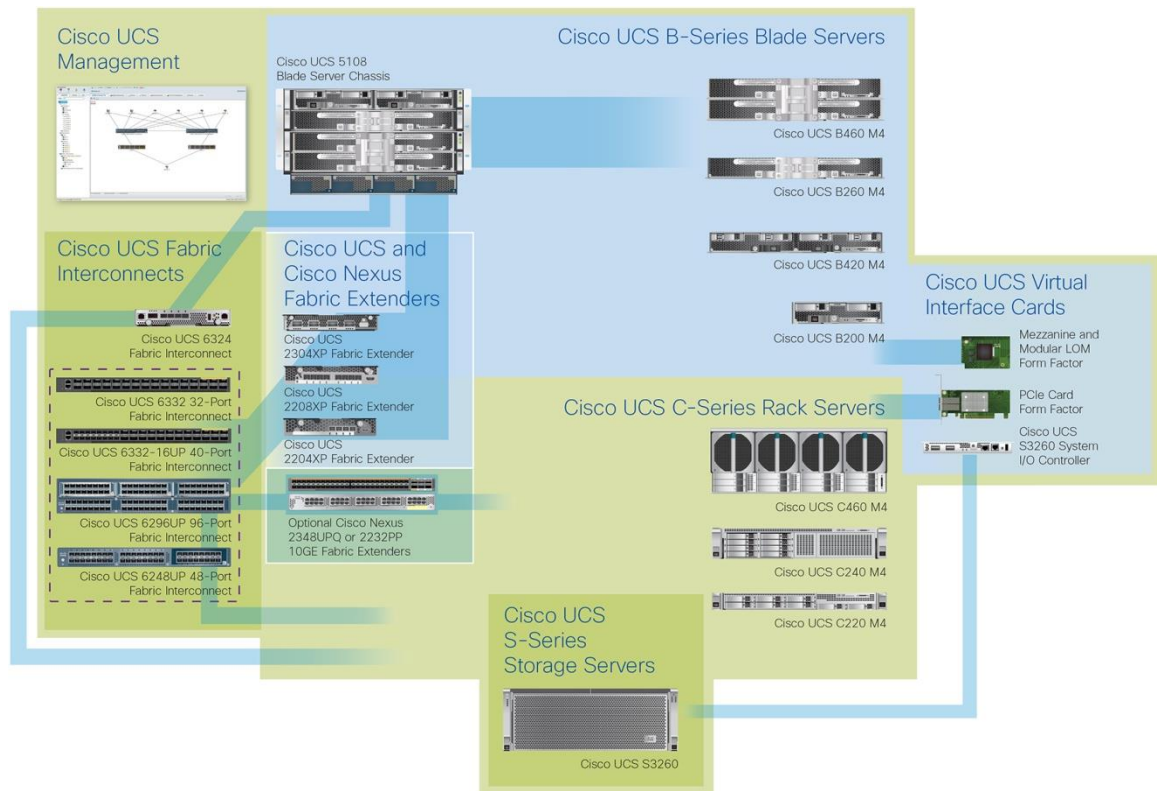 Cisco UCS
Management
Cisco UCS 5108
Blade Server Chassis
Cisco UCS B-Series Blade Servers
Cisco UCS B460 M4
Cisco UCS B260 M4
Cisco UCS B420 M4
Cisco UCS B200 M4
Cisco UCS Fabric
Interconnects
Cisco UCS 6324
Fabric Interconnect
Cisco UCS 6332 32-Port
Fabric Interconnect
Cisco UCS 6332-16UP 40-Port
Fabric Interconnect
Cisco UCS 6296UP 96-Port
Fabric Interconnect
Cisco UCS 6248UP 48-Port
Fabric Interconnect
Cisco UCS and
Cisco Nexus
Fabric Extenders
Cisco UCS
2304XP Fabric Extender
Cisco UCS
2208XP Fabric Extender
Cisco UCS
2204XP Fabric Extender
Optional Cisco Nexus
2348UPQ or 2232PP
10GE Fabric Extenders
Cisco UCS Virtual
Interface Cards
Mezzanine and
Modular LOM
Form Factor
PCIe Card
Form Factor
Cisco UCS
S3260 System
I/O Controller
Cisco UCS C-Series Rack Servers
Cisco UCS C460 M4
Cisco UCS C240 M4
Cisco UCS C220 M4
Cisco UCS
S-Series
Storage Servers
Cisco UCS S3260